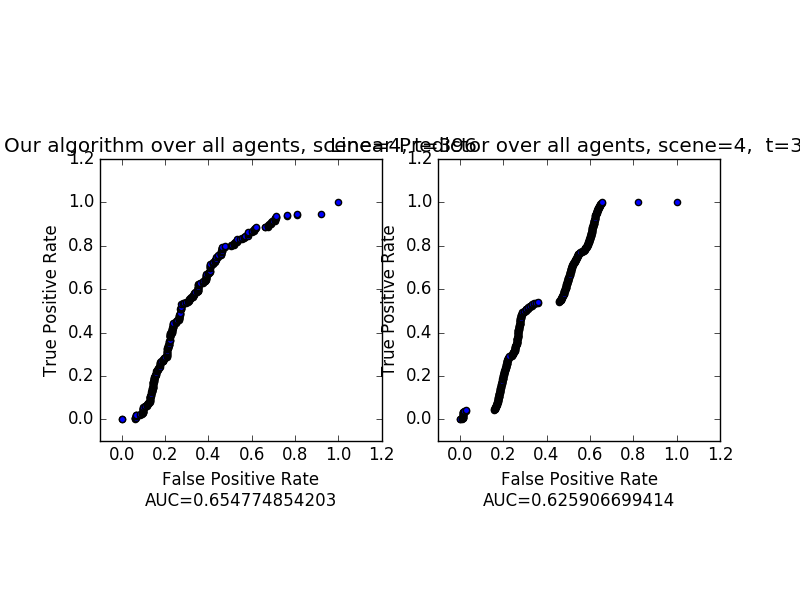 Our algorithm over all agents, scene=4, t=396
Linear Predictor over all agents, scene=4, t=3
True Positive Rate
1.2
1.0
0.8
0.6
0.4
0.2
0.0
0.0 0.2 0.4 0.6 0.8 1.0 1.2
False Positive Rate
AUC=0.654774854203
True Positive Rate
1.2
1.0
0.8
0.6
0.4
0.2
0.0
0.0 0.2 0.4 0.6 0.8 1.0 1.2
False Positive Rate
AUC=0.625906699414